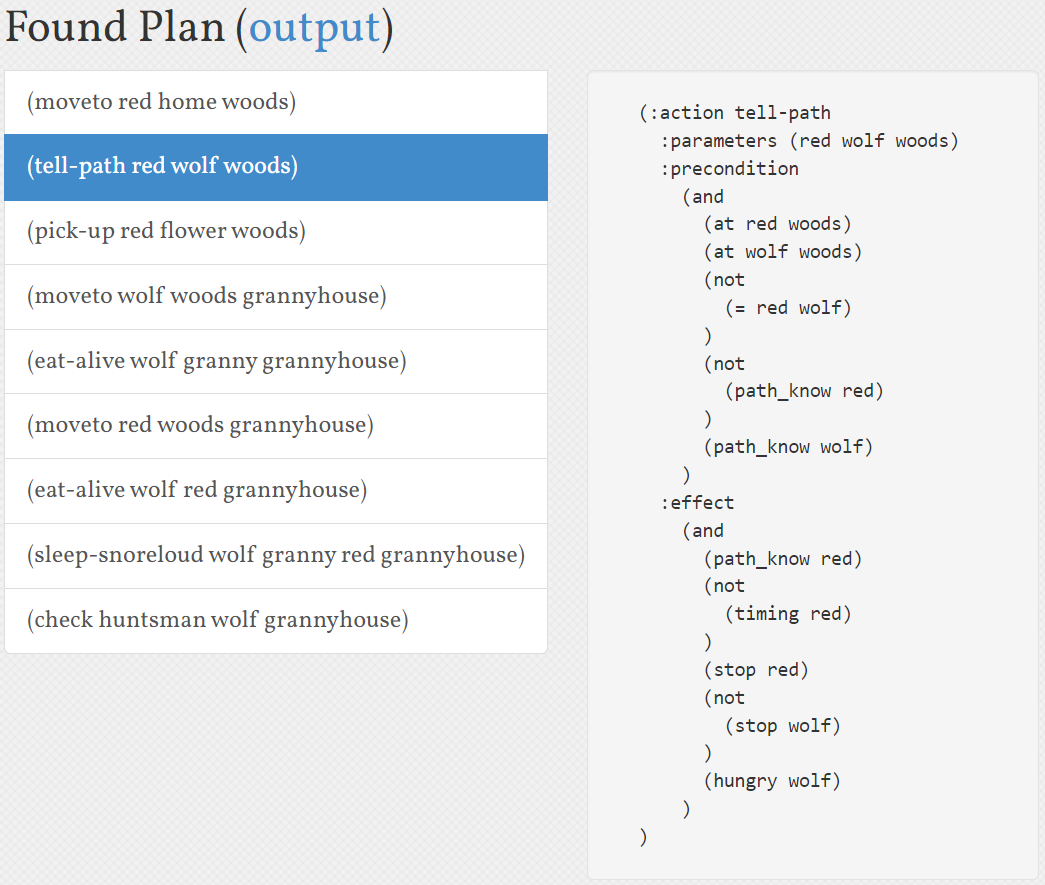 Found Plan (output)
(moveto red home woods)
(tell-path red wolf woods)
(pick-up red flower woods)
(moveto wolf woods grannyhouse)
(eat-alive wolf granny grannyhouse)
(moveto red woods grannyhouse)
(eat-alive wolf red grannyhouse)
(sleep-snoreloud wolf granny red grannyhouse)
(check huntsman wolf grannyhouse)
(:action tell-path
:parameters (red wolf woods)
:precondition
(and
(at red woods)
(at wolf woods)
(not
(= red wolf)
)
(not
(path_know red)
)
(path_know wolf)
)
:effect
(and
(path_know red)
(not
(timing red)
)
(stop red)
(not
(stop wolf)
)
(hungry wolf)
)
)